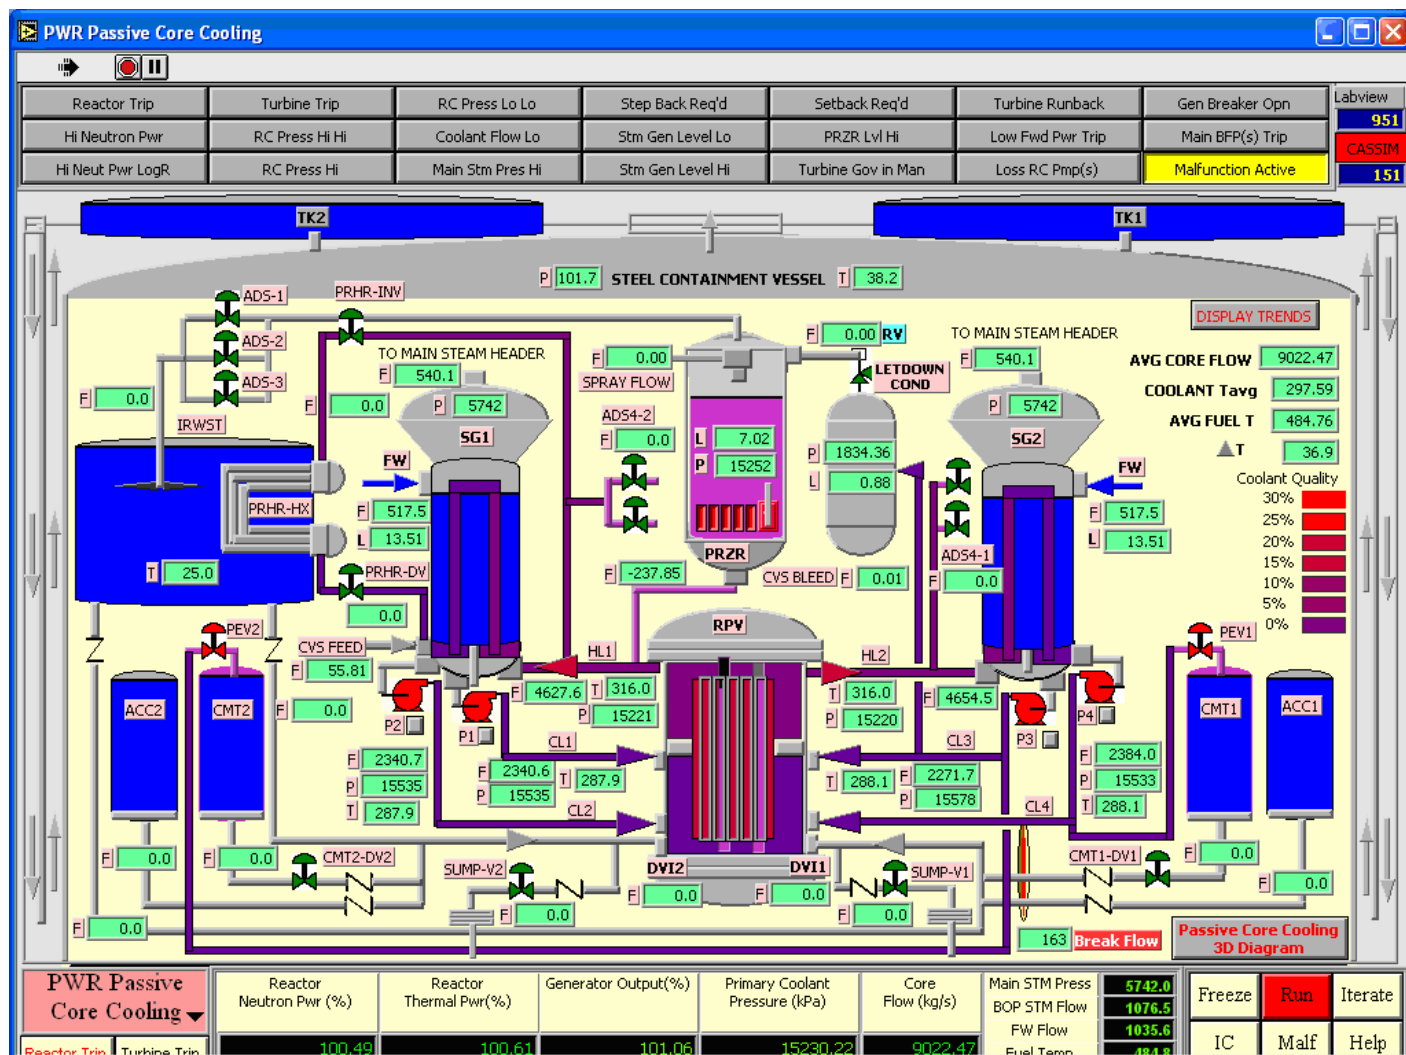 PWR Passive Core Cooling
Reactor Trip Turbine Trip RC Press Lo Lo Step Back Req'd Setback Req'd Turbine Runback Gen Breaker Opn Labview
951
Hi Neutron Pwr RC Press Hi Hi Coolant Flow Lo Stm Gen Level Lo PRZR Lvl Hi Low Fwd Pwr Trip Main BFP(s) Trip CASSIM
Hi Neut Pwr LogR RC Press Hi Main Stm Pres Hi Stm Gen Level Hi Turbine Gov in Man Loss RC Pmp(s) Malfunction Active 151
TK2 TK1
P 101.7 STEEL CONTAINMENT VESSEL T 38.2
ADS-1 PRHR-INV
DISPLAY TRENDS
F 0.00 RV
ADS-2 TO MAIN STEAM HEADER TO MAIN STEAM HEADER
F 0.00 F 540.1 AVG CORE FLOW 9022.47
F 540.1 SPRAY FLOW LETDOWN COND
ADS-3 COOLANT Tavg 297.59
F 0.0 F 0.0 P 5742 P 5742
IRWST ADS4-2 AVG FUEL T 484.76
SG1 F 0.0 L 7.02 SG2
P 15252 P 1834.36 T 36.9
FW L 0.88 FW
Coolant Quality
30%
PRHR-HX F 517.5 F 517.5 25%
L 13.51 L 13.51 20%
PRZR ADS4-1 15%
T 25.0 PRHR-DV F -237.85 CVS BLEED F 0.01 F 0.0 10%
0.0 5%
PEV2 RPV PEV1 0%
CVS FEED HL1 HL2
F 55.81
F 4627.6 T 316.0 T 316.0 F 4654.5
ACC2 CMT2 F 0.0 P 15221 P 15220 CMT1 ACC1
P2 P1 P3 P4
CL1 CL3
F 2340.7 F 2340.6 T 287.9 T 288.1 F 2271.7 F 2384.0
P 15535 P 15535 P 15578 P 15533
T 287.9 CL2 CL4 T 288.1
F 0.0 F 0.0 CMT2-DV2 SUMP-V2 DVI2 DVI1 SUMP-V1 CMT1-DV1 F 0.0
F 0.0 F 0.0 F 0.0
F 0.0 F 0.0 F 0.0
163 Break Flow Passive Core Cooling
3D Diagram
PWR Passive
Core Cooling
Reactor
Neutron Pwr (%)
Reactor
Thermal Pwr(%)
Generator Output(%)
Primary Coolant
Pressure (kPa)
Core
Flow (kg/s)
Main STM Press 5742.0
BOP STM Flow 1076.5
FW Flow 1035.6
Fuel Temp 484.8
Freeze Run Iterate
IC Malf Help
Reactor Trip Turbine Trip 100.49 100.61 101.06 15230.22 9022.47